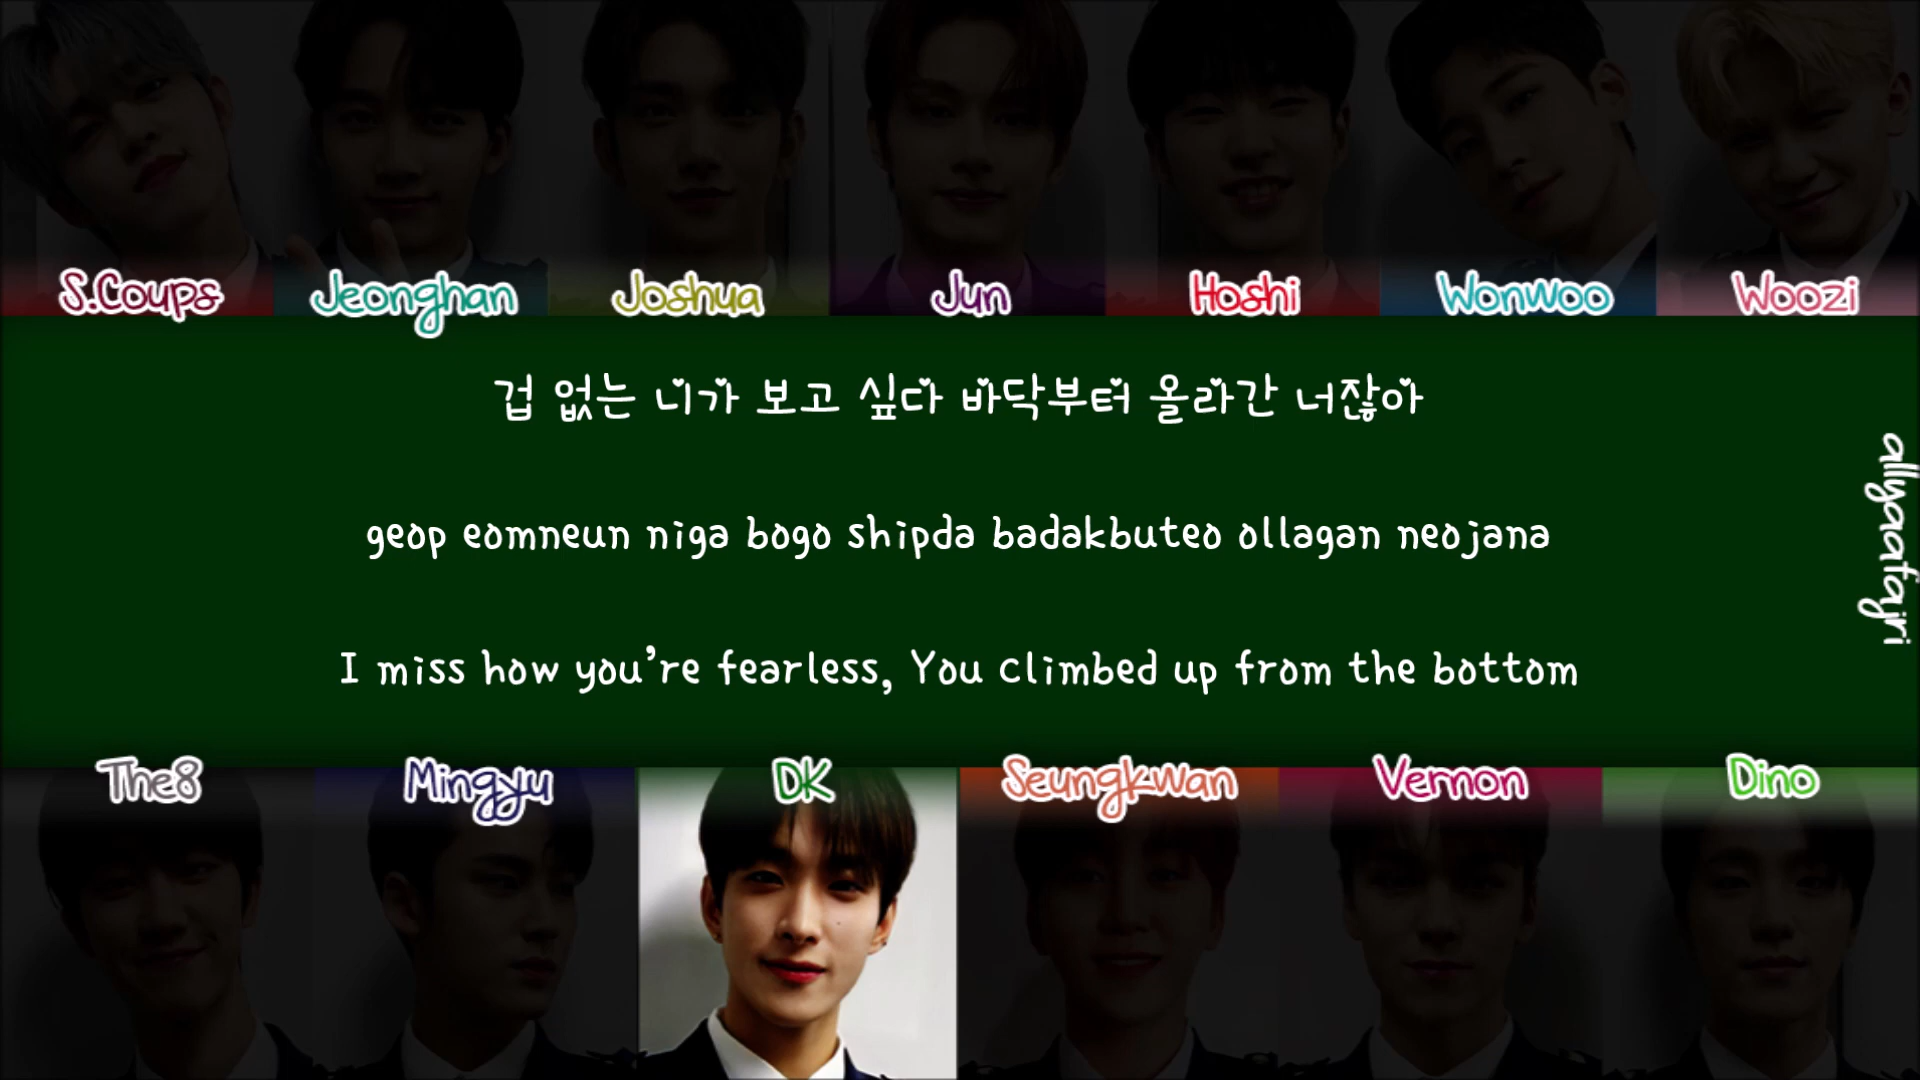 S.Coups Jeonghan Joshua Jun Hoshi Wonwoo Woozi
겁 없는 니가 보고 싶다 바닥부터 올라간 너잖아
geop eomneun niga bogo shipda badakbuteo ollagan neojana
I miss how you're fearless, You climbed up from the bottom
allyaafajri
The8 Mingyu DK Seungkwan Vernon Dino